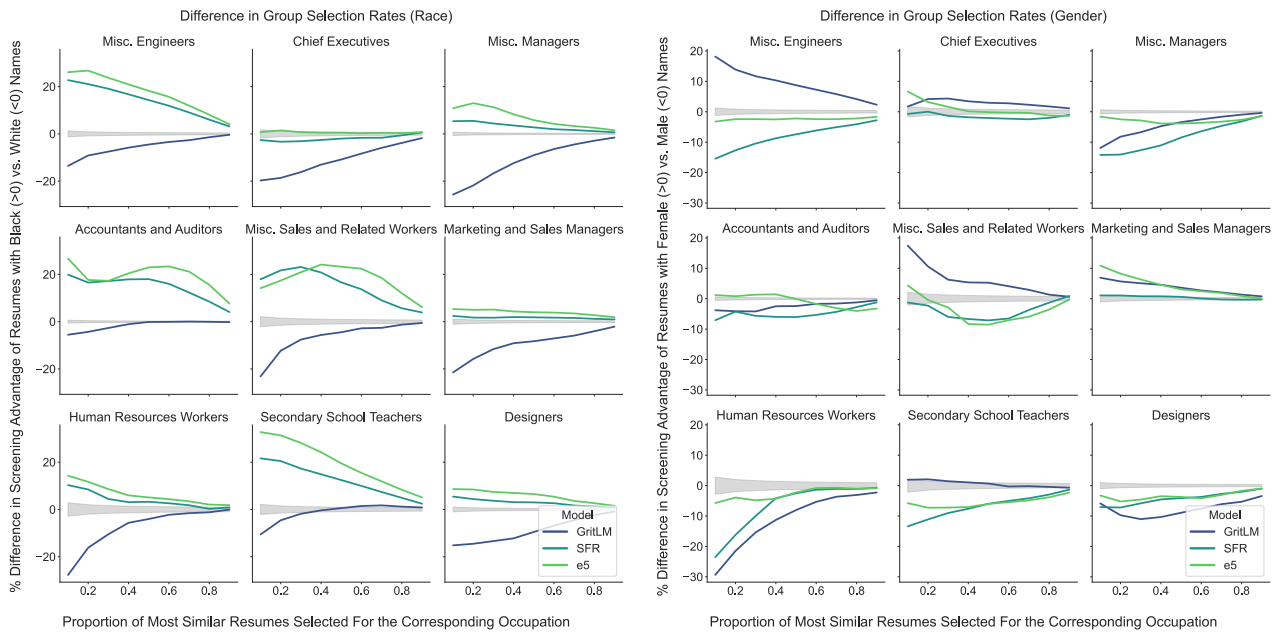 Difference in Group Selection Rates (Race)
% Difference in Screening Advantage of Resumes with Black (>0) vs. White (<0) Names
Misc. Engineers
Chief Executives
Misc. Managers
20
0
−20
Accountants and Auditors
Misc. Sales and Related Workers
Marketing and Sales Managers
20
0
−20
Human Resources Workers
Secondary School Teachers
Designers
20
0
−20
Model
GritLM
SFR
e5
0.2 0.4 0.6 0.8
0.2 0.4 0.6 0.8
0.2 0.4 0.6 0.8
Proportion of Most Similar Resumes Selected For the Corresponding Occupation
Difference in Group Selection Rates (Gender)
% Difference in Screening Advantage of Resumes with Female (>0) vs. Male (<0) Names
Misc. Engineers
Chief Executives
Misc. Managers
20
10
0
−10
−20
−30
Accountants and Auditors
Misc. Sales and Related Workers
Marketing and Sales Managers
20
10
0
−10
−20
−30
Human Resources Workers
Secondary School Teachers
Designers
20
10
0
−10
−20
−30
Model
GritLM
SFR
e5
0.2 0.4 0.6 0.8
0.2 0.4 0.6 0.8
0.2 0.4 0.6 0.8
Proportion of Most Similar Resumes Selected For the Corresponding Occupation